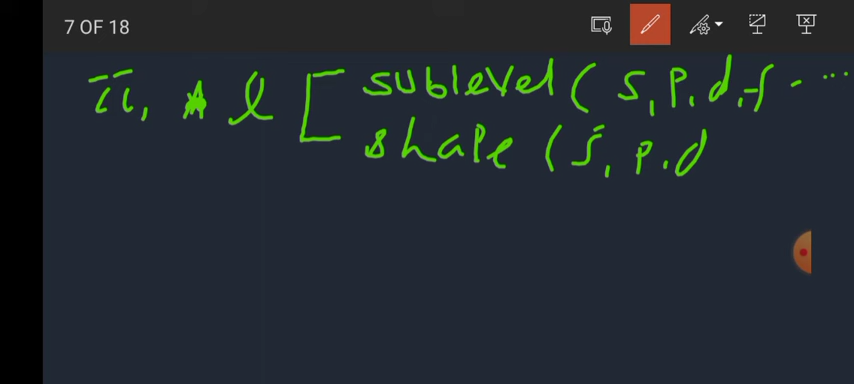 7 OF 18
ii, l [ sublevel ( s, p, d, f - ...
shape ( s, p, d